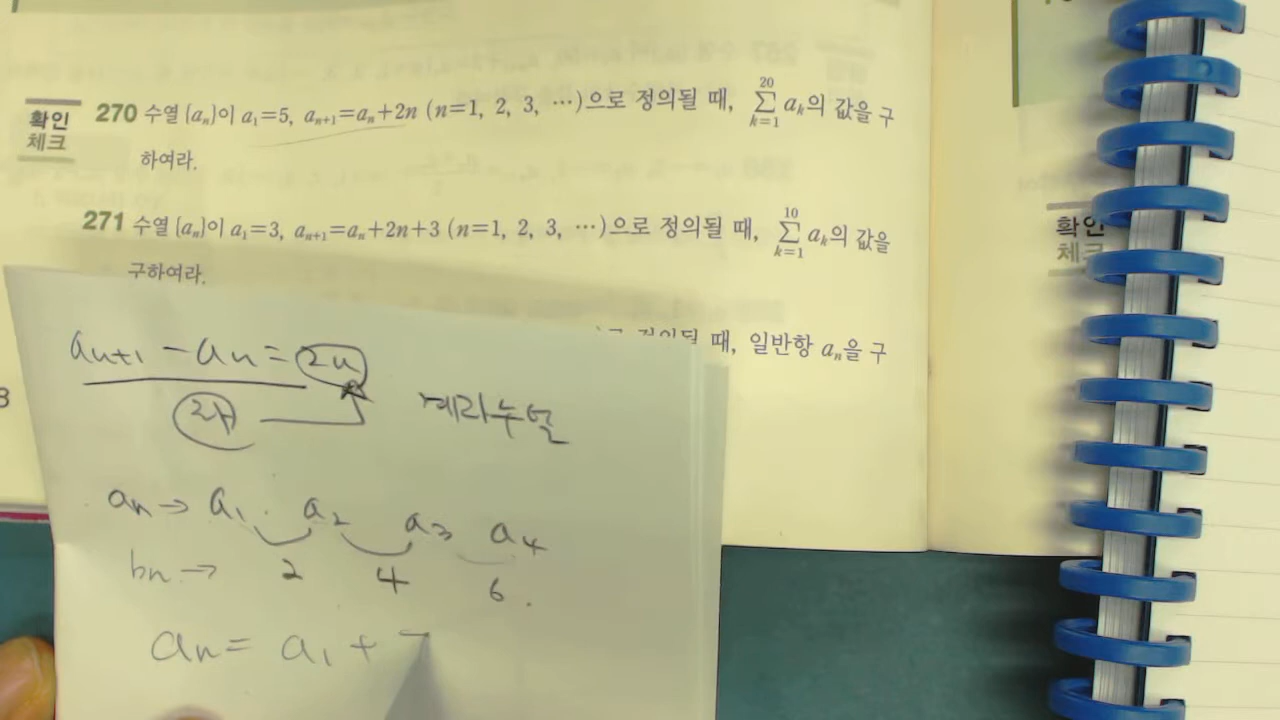 확인
체크
270 수열 {aₙ}이 a₁=5, aₙ₊₁=aₙ+2n (n=1, 2, 3, ⋯)으로 정의될 때, \sum_{k=1}^{20} aₖ의 값을 구
하여라.
271 수열 {aₙ}이 a₁=3, aₙ₊₁=aₙ+2n+3 (n=1, 2, 3, ⋯)으로 정의될 때, \sum_{k=1}^{10} aₖ의 값을
구하여라.
때, 일반항 aₙ을 구
aₙ₊₁ - aₙ = 2n
계차수열
aₙ → a₁ a₂ a₃ a₄
bₙ → 2 4 6
aₙ = a₁ +
확인